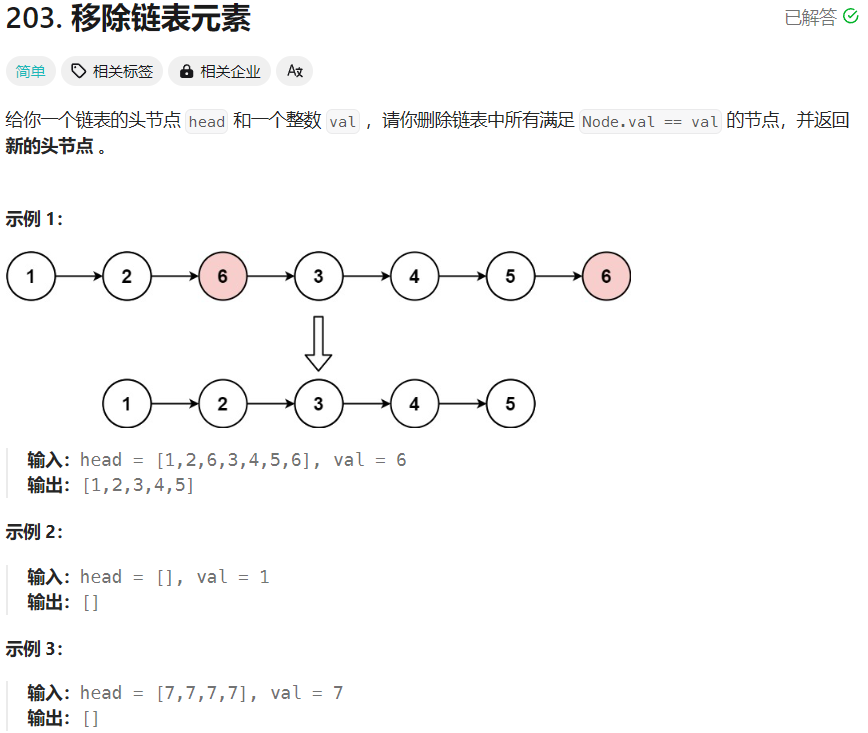 203. 移除链表元素
已解答
简单 相关标签 相关企业 Aあ
给你一个链表的头节点 head 和一个整数 val ，请你删除链表中所有满足 Node.val == val 的节点，并返回
新的头节点 。
示例 1：
1 2 6 3 4 5 6
1 2 3 4 5
输入：head = [1,2,6,3,4,5,6], val = 6
输出：[1,2,3,4,5]
示例 2：
输入：head = [], val = 1
输出：[]
示例 3：
输入：head = [7,7,7,7], val = 7
输出：[]